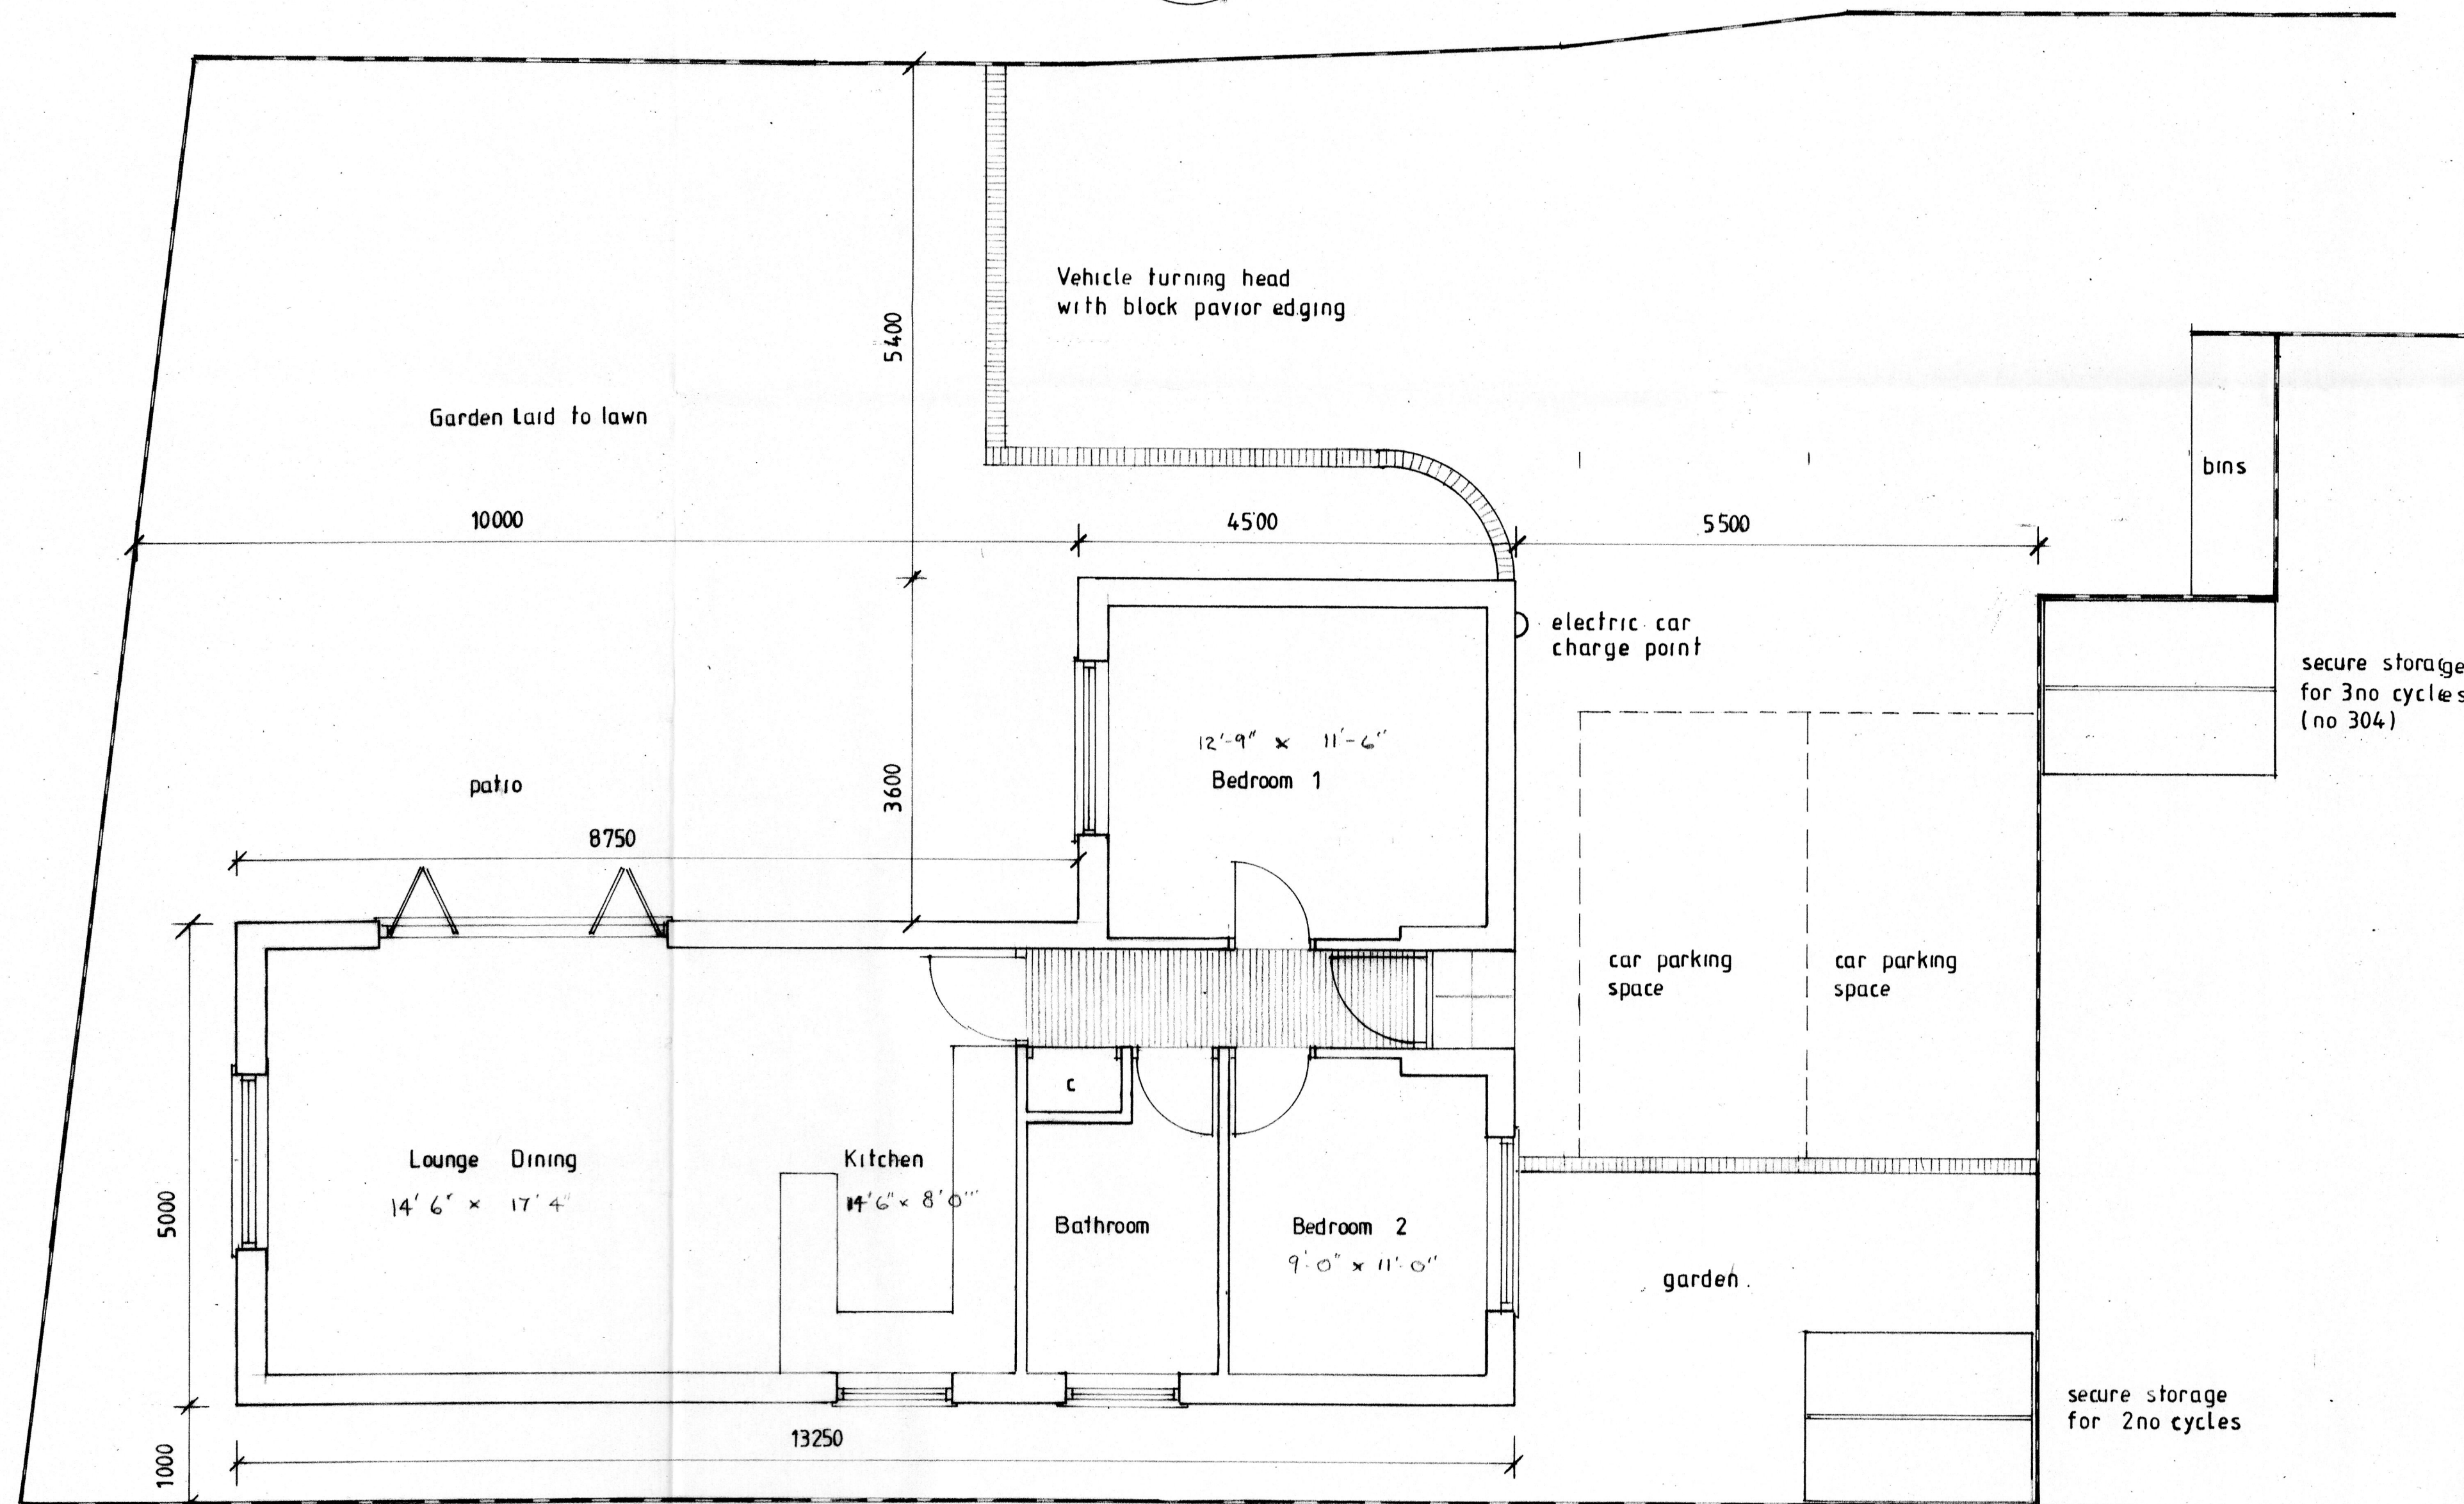 Vehicle turning head
with block pavior edging
5400
Garden laid to lawn
bins
10000
4500
5500
electric car
charge point
secure storage
for 3no cycles
(no 304)
12'-9" x 11'-6"
Bedroom 1
patio
3600
8750
car parking
space
car parking
space
c
Lounge Dining
14' 6" x 17' 4"
Kitchen
14'6" x 8'0"
5000
Bathroom
Bedroom 2
9'-0" x 11'-0"
garden.
secure storage
for 2no cycles
13250
1000